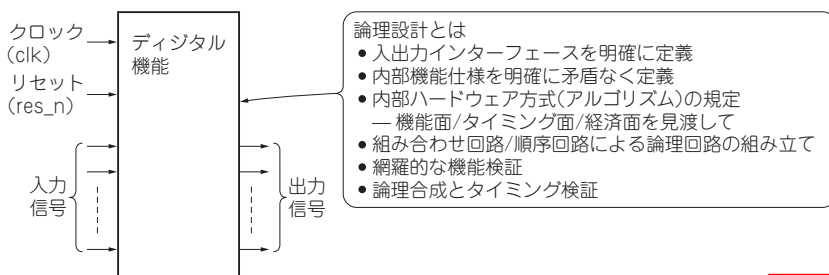 クロック
(clk)
リセット
(res_n)
入力
信号
ディジタル
機能
出力
信号
論理設計とは
● 入出力インターフェースを明確に定義
● 内部機能仕様を明確に矛盾なく定義
● 内部ハードウェア方式(アルゴリズム)の規定
— 機能面/タイミング面/経済面を見渡して
● 組み合わせ回路/順序回路による論理回路の組み立て
● 網羅的な機能検証
● 論理合成とタイミング検証